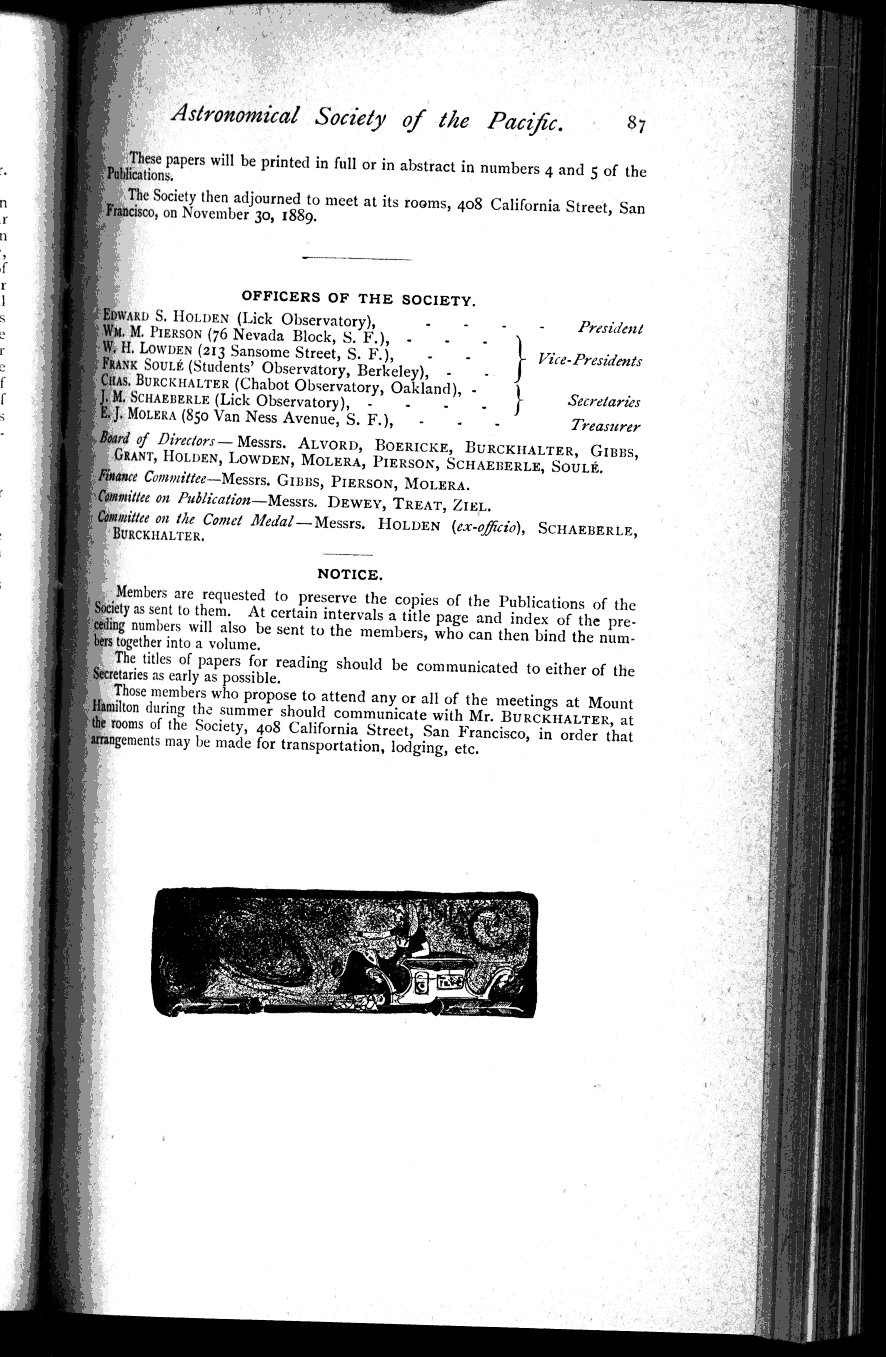 Astronomical Society of the Pacific. 87
These papers will be printed in full or in abstract in numbers 4 and 5 of the
Publications.
The Society then adjourned to meet at its rooms, 408 California Street, San
Francisco, on November 30, 1889.
OFFICERS OF THE SOCIETY.
EDWARD S. HOLDEN (Lick Observatory), - - - - President
WM. M. PIERSON (76 Nevada Block, S. F.), - - -
W. H. LOWDEN (213 Sansome Street, S. F.), - - } Vice-Presidents
FRANK SOULÉ (Students' Observatory, Berkeley), - -
CHAS. BURCKHALTER (Chabot Observatory, Oakland), -
J. M. SCHAEBERLE (Lick Observatory), - - - - } Secretaries
E. J. MOLERA (850 Van Ness Avenue, S. F.), - - - Treasurer
Board of Directors—Messrs. ALVORD, BOERICKE, BURCKHALTER, GIBBS,
GRANT, HOLDEN, LOWDEN, MOLERA, PIERSON, SCHAEBERLE, SOULÉ.
Finance Committee—Messrs. GIBBS, PIERSON, MOLERA.
Committee on Publication—Messrs. DEWEY, TREAT, ZIEL.
Committee on the Comet Medal—Messrs. HOLDEN (ex-officio), SCHAEBERLE,
BURCKHALTER.
NOTICE.
Members are requested to preserve the copies of the Publications of the
Society as sent to them. At certain intervals a title page and index of the pre-
ceding numbers will also be sent to the members, who can then bind the num-
bers together into a volume.
The titles of papers for reading should be communicated to either of the
Secretaries as early as possible.
Those members who propose to attend any or all of the meetings at Mount
Hamilton during the summer should communicate with Mr. BURCKHALTER, at
the rooms of the Society, 408 California Street, San Francisco, in order that
arrangements may be made for transportation, lodging, etc.